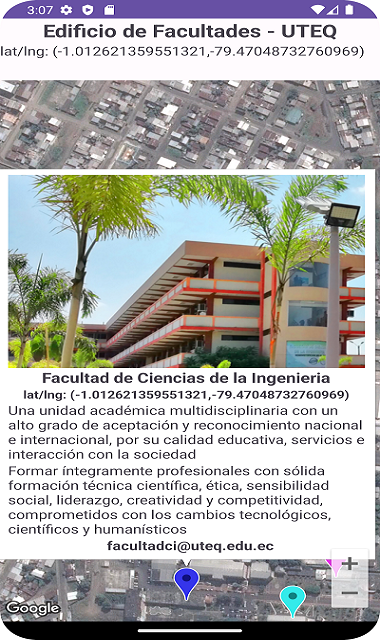 3:07
Edificio de Facultades - UTEQ
lat/lng: (-1.012621359551321,-79.47048732760969)
Facultad de Ciencias de la Ingenieria
lat/lng: (-1.012621359551321,-79.47048732760969)
Una unidad académica multidisciplinaria con un
alto grado de aceptación y reconocimiento nacional
e internacional, por su calidad educativa, servicios e
interacción con la sociedad
Formar íntegramente profesionales con sólida
formación técnica científica, ética, sensibilidad
social, liderazgo, creatividad y competitividad,
comprometidos con los cambios tecnológicos,
científicos y humanísticos
facultadci@uteq.edu.ec
+
−
Google